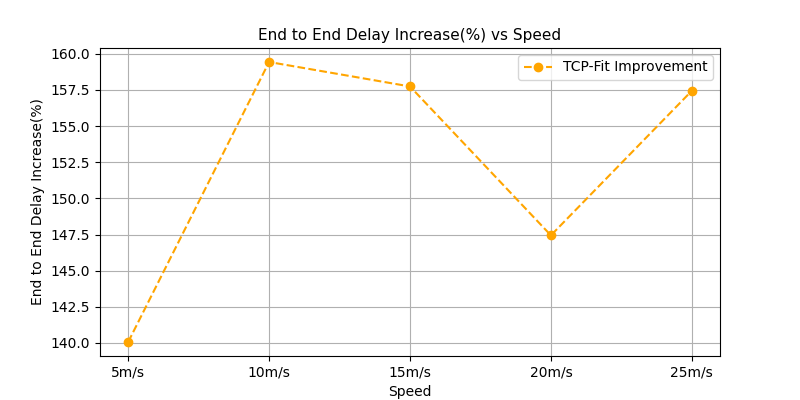 End to End Delay Increase(%) vs Speed
TCP-Fit Improvement
End to End Delay Increase(%)
160.0
157.5
155.0
152.5
150.0
147.5
145.0
142.5
140.0
5m/s 10m/s 15m/s 20m/s 25m/s
Speed